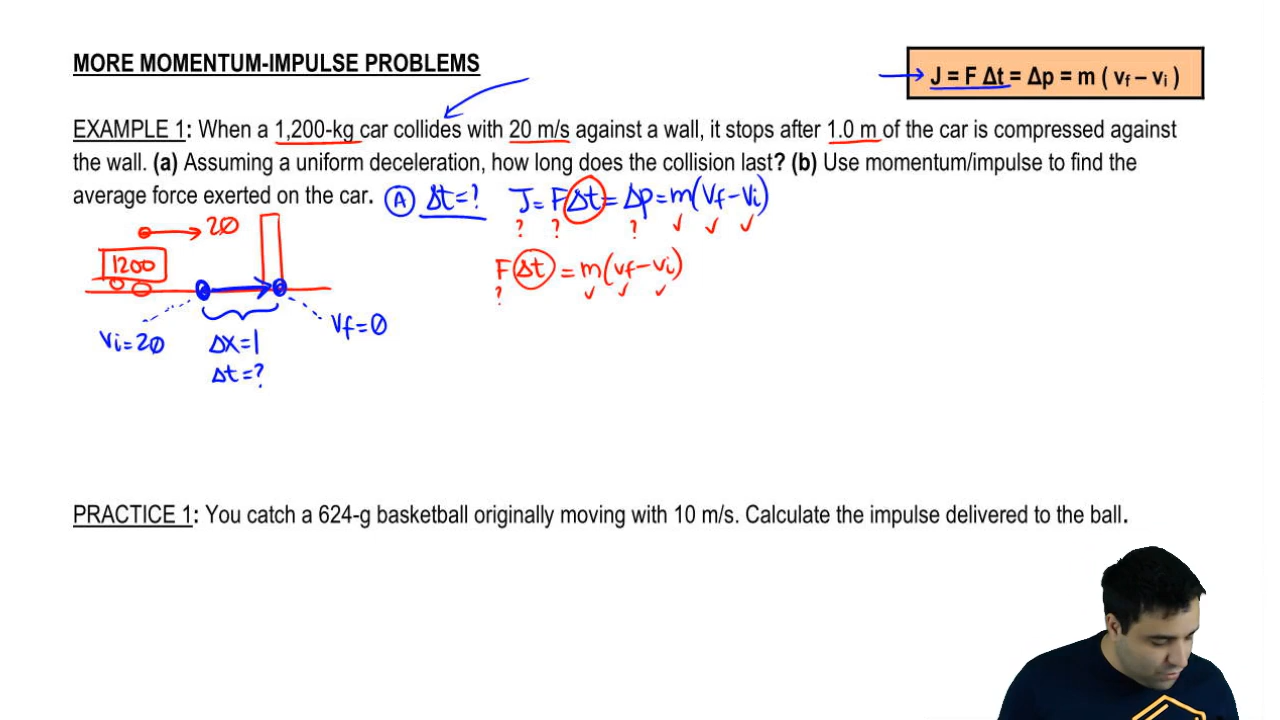 MORE MOMENTUM-IMPULSE PROBLEMS
J = F Δt = Δp = m ( vf – vi )
EXAMPLE 1: When a 1,200-kg car collides with 20 m/s against a wall, it stops after 1.0 m of the car is compressed against
the wall. (a) Assuming a uniform deceleration, how long does the collision last? (b) Use momentum/impulse to find the
average force exerted on the car.
A Δt=? J=FΔt=Δp=m(Vf-Vi)
? ? ? ✓ ✓ ✓
20
1200
FΔt=m(vf-vi)
? ✓ ✓ ✓
Vi=20
Δx=1
Vf=0
Δt=?
PRACTICE 1: You catch a 624-g basketball originally moving with 10 m/s. Calculate the impulse delivered to the ball.